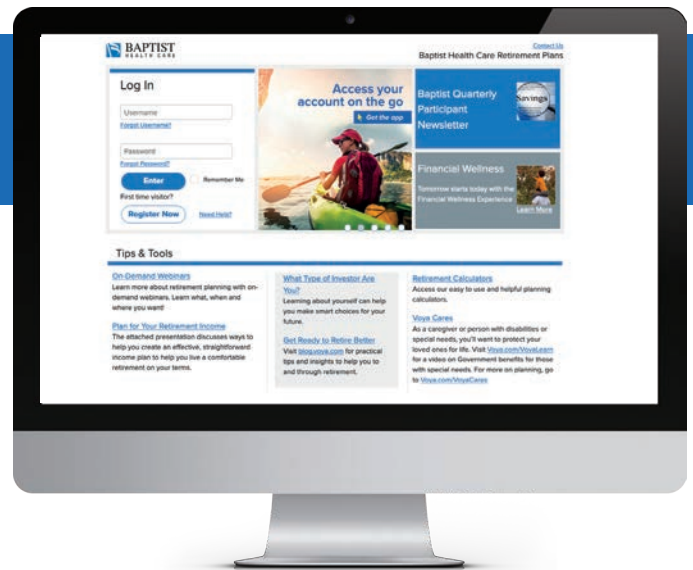 BAPTIST
HEALTH CARE
Contact Us
Baptist Health Care Retirement Plans
Log In
Username
Forgot Username?
Password
Forgot Password?
Enter
Remember Me
First time visitor?
Register Now
Need Help?
Access your
account on the go
Get the app
Baptist Quarterly
Participant
Newsletter
Savings
Financial Wellness
Tomorrow starts today with the
Financial Wellness Experience
Learn More
Tips & Tools
On-Demand Webinars
Learn more about retirement planning with on-
demand webinars. Learn what, when and
where you want!
Plan for Your Retirement Income
The attached presentation discusses ways to
help you create an effective, straightforward
income plan to help you live a comfortable
retirement on your terms.
What Type of Investor Are
You?
Learning about yourself can help
you make smart choices for your
future.
Get Ready to Retire Better
Visit blog.voya.com for practical
tips and insights to help you to
and through retirement.
Retirement Calculators
Access our easy to use and helpful planning
calculators.
Voya Cares
As a caregiver or person with disabilities or
special needs, you'll want to protect your
loved ones for life. Visit Voya.com/VoyaLearn
for a video on Government benefits for those
with special needs. For more on planning, go
to Voya.com/VoyaCares